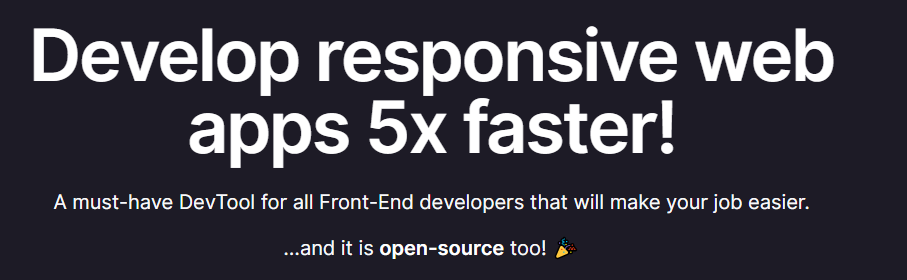 Develop responsive web
apps 5x faster!
A must-have DevTool for all Front-End developers that will make your job easier.
...and it is open-source too! 🎉